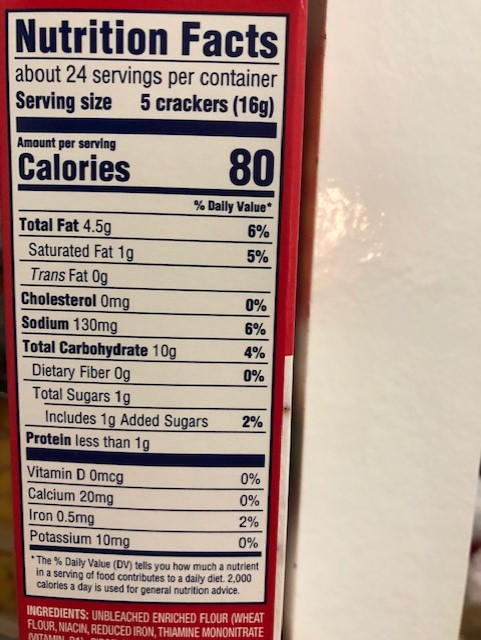 Nutrition Facts
about 24 servings per container
Serving size 5 crackers (16g)
Amount per serving
Calories 80
% Daily Value*
Total Fat 4.5g 6%
Saturated Fat 1g 5%
Trans Fat 0g
Cholesterol 0mg 0%
Sodium 130mg 6%
Total Carbohydrate 10g 4%
Dietary Fiber 0g 0%
Total Sugars 1g
Includes 1g Added Sugars 2%
Protein less than 1g
Vitamin D 0mcg 0%
Calcium 20mg 0%
Iron 0.5mg 2%
Potassium 10mg 0%
* The % Daily Value (DV) tells you how much a nutrient
in a serving of food contributes to a daily diet. 2,000
calories a day is used for general nutrition advice.
INGREDIENTS: UNBLEACHED ENRICHED FLOUR (WHEAT
FLOUR, NIACIN, REDUCED IRON, THIAMINE MONONITRATE